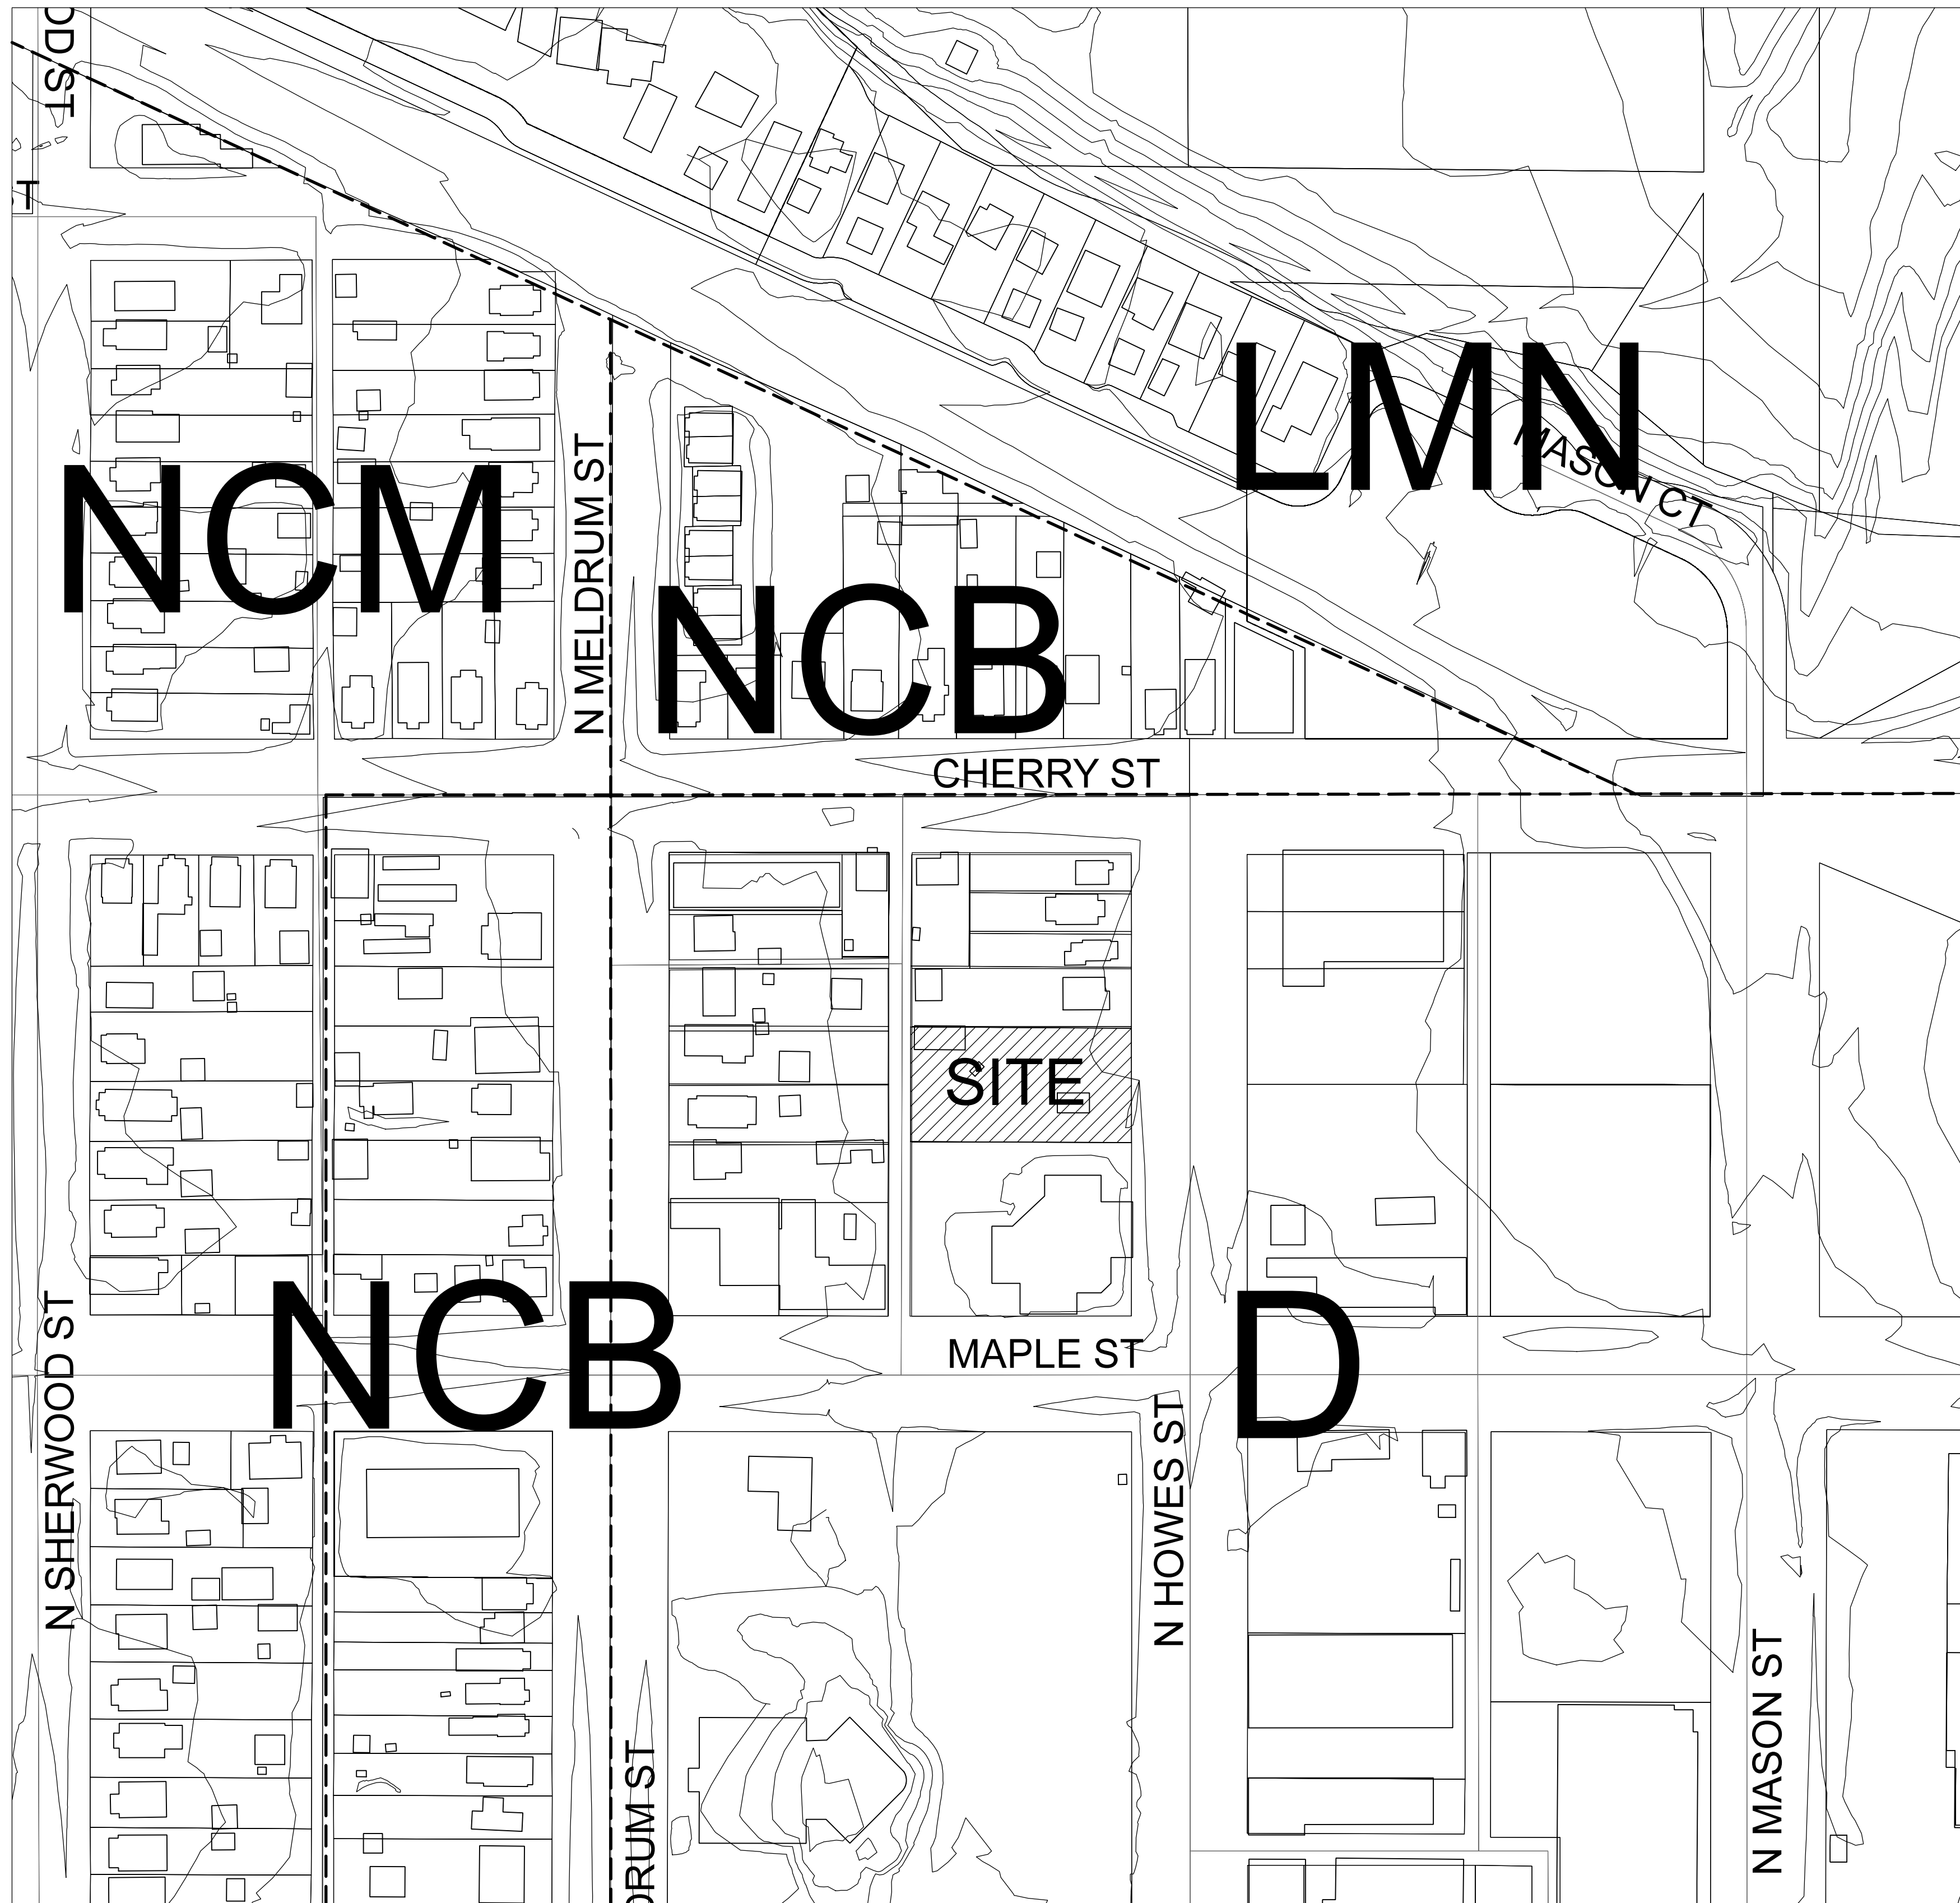 ST
LMN
MASON CT
NCM
N MELDRUM ST
NCB
CHERRY ST
SITE
NCB
MAPLE ST
D
N SHERWOOD ST
N HOWES ST
N MASON ST